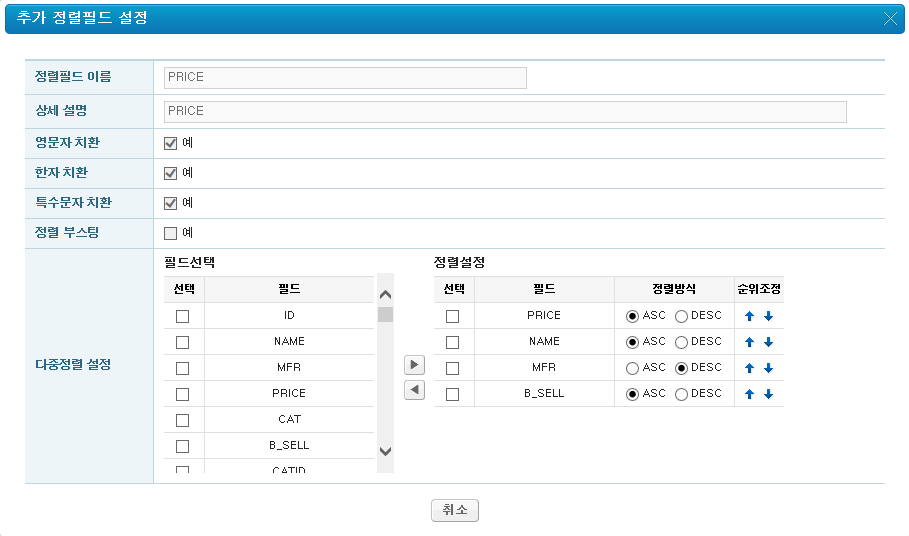 추가 정렬필드 설정
정렬필드 이름 PRICE
상세 설명 PRICE
영문자 치환 예
한자 치환 예
특수문자 치환 예
정렬 부스팅 예
다중정렬 설정
필드선택
선택 필드
ID
NAME
MFR
PRICE
CAT
B_SELL
CATID
정렬설정
선택 필드 정렬방식 순위조정
PRICE ASC DESC
NAME ASC DESC
MFR ASC DESC
B_SELL ASC DESC
취소